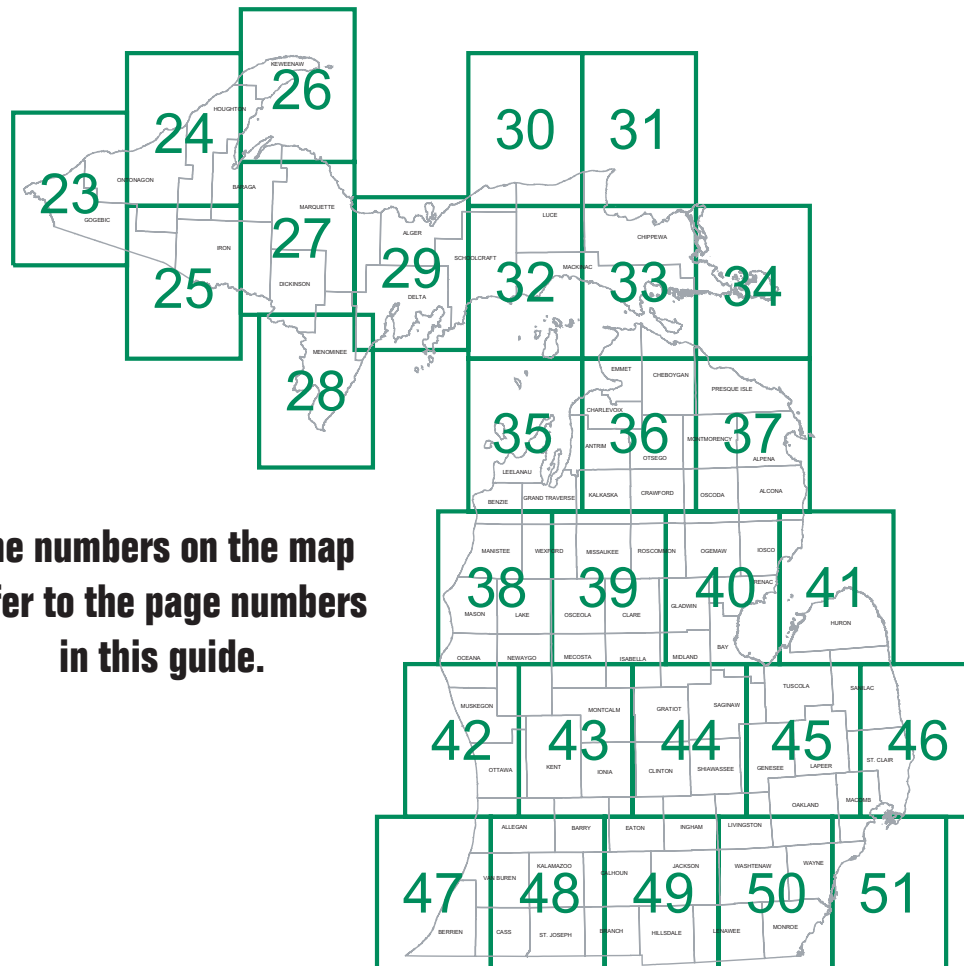 KEWEENAW
26
HOUGHTON
24
30
31
ONTONAGON
BARAGA
23
GOGEBIC
MARQUETTE
LUCE
27
ALGER
CHIPPEWA
IRON
SCHOOLCRAFT
29
MACKINAC
32
33
34
25
DICKINSON
DELTA
MENOMINEE
28
EMMET
CHEBOYGAN
PRESQUE ISLE
CHARLEVOIX
35
36
37
ANTRIM
MONTMORENCY
OTSEGO
ALPENA
LEELANAU
BENZIE
GRAND TRAVERSE
KALKASKA
CRAWFORD
OSCODA
ALCONA
he numbers on the map
fer to the page numbers
in this guide.
MANISTEE
WEXFORD
MISSAUKEE
ROSCOMMON
OGEMAW
IOSCO
38
39
40
ARENAC
41
MASON
LAKE
OSCEOLA
CLARE
GLADWIN
HURON
OCEANA
NEWAYGO
MECOSTA
ISABELLA
MIDLAND
BAY
TUSCOLA
SANILAC
MUSKEGON
MONTCALM
GRATIOT
SAGINAW
42
43
44
45
46
OTTAWA
KENT
IONIA
CLINTON
SHIAWASSEE
GENESEE
LAPEER
ST. CLAIR
OAKLAND
MACOMB
ALLEGAN
BARRY
EATON
INGHAM
LIVINGSTON
VAN BUREN
KALAMAZOO
CALHOUN
JACKSON
WASHTENAW
WAYNE
47
48
49
50
51
BERRIEN
CASS
ST. JOSEPH
BRANCH
HILLSDALE
LENAWEE
MONROE